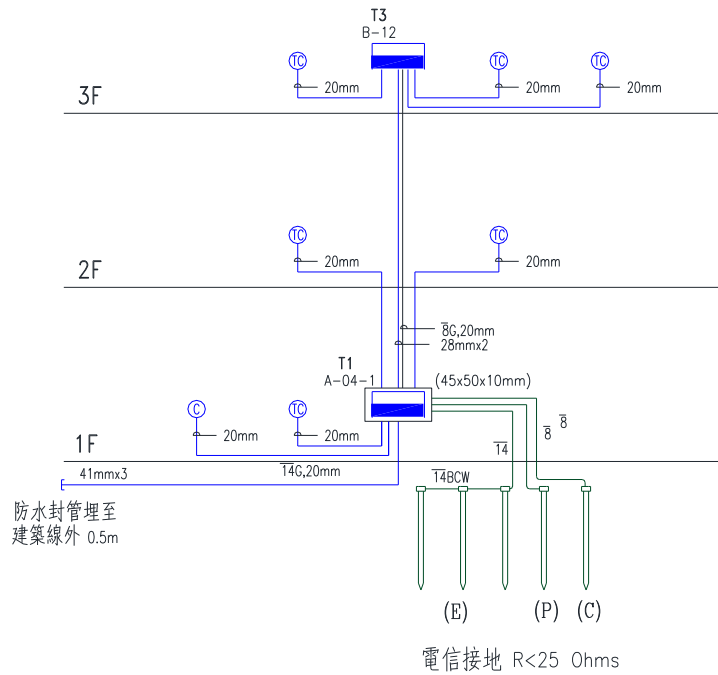 T3
B-12
TC
TC
TC
20mm
20mm
20mm
3F
TC
TC
20mm
20mm
2F
8G,20mm
28mmx2
T1
A-04-1
(45x50x10mm)
C
TC
20mm
20mm
8
8
1F
14
41mmx3
14G,20mm
14BCW
防水封管埋至
建築線外 0.5m
(E)
(P)
(C)
電信接地 R<25 Ohms